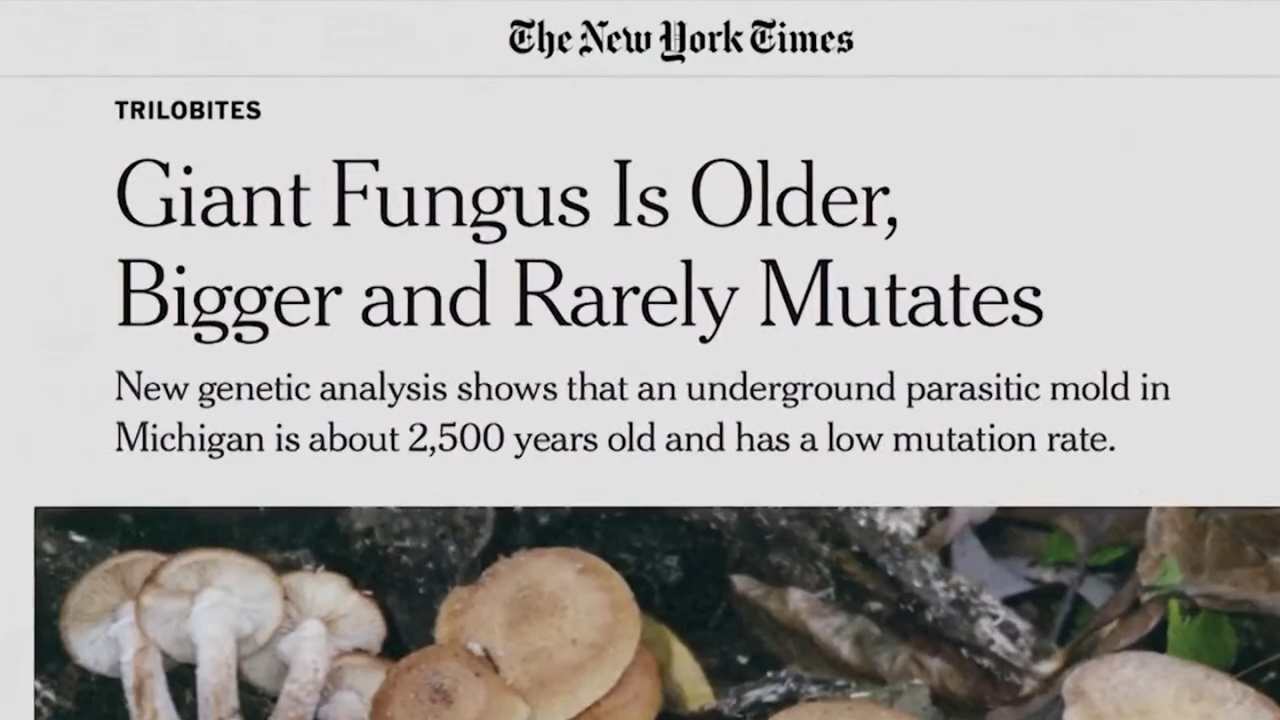 The New York Times
TRILOBITES
Giant Fungus Is Older,
Bigger and Rarely Mutates
New genetic analysis shows that an underground parasitic mold in
Michigan is about 2,500 years old and has a low mutation rate.